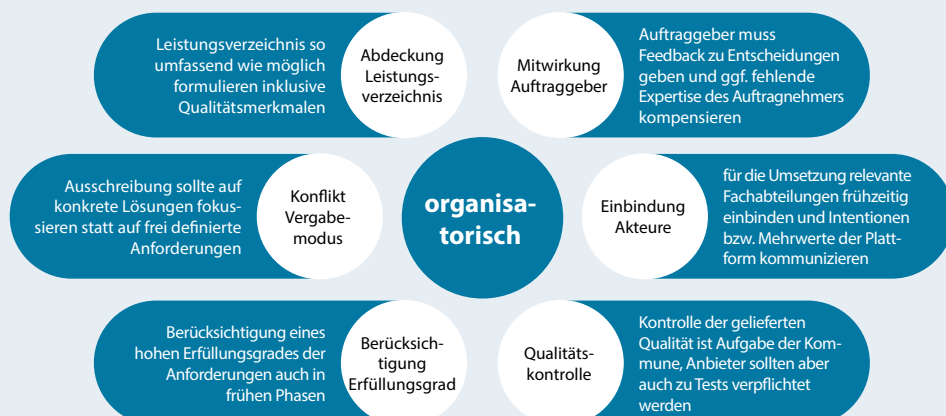 Leistungsverzeichnis so
umfassend wie möglich
formulieren inklusive
Qualitätsmerkmalen
Abdeckung
Leistungs-
verzeichnis
Mitwirkung
Auftraggeber
Auftraggeber muss
Feedback zu Entscheidungen
geben und ggf. fehlende
Expertise des Auftragnehmers
kompensieren
Ausschreibung sollte auf
konkrete Lösungen fokus-
sieren statt auf frei definierte
Anforderungen
Konflikt
Vergabe-
modus
organisa-
torisch
Einbindung
Akteure
für die Umsetzung relevante
Fachabteilungen frühzeitig
einbinden und Intentionen
bzw. Mehrwerte der Platt-
form kommunizieren
Berücksichtigung eines
hohen Erfüllungsgrades der
Anforderungen auch in
frühen Phasen
Berücksich-
tigung
Erfüllungsgrad
Qualitäts-
kontrolle
Kontrolle der gelieferten
Qualität ist Aufgabe der Kom-
mune, Anbieter sollten aber
auch zu Tests verpflichtet
werden